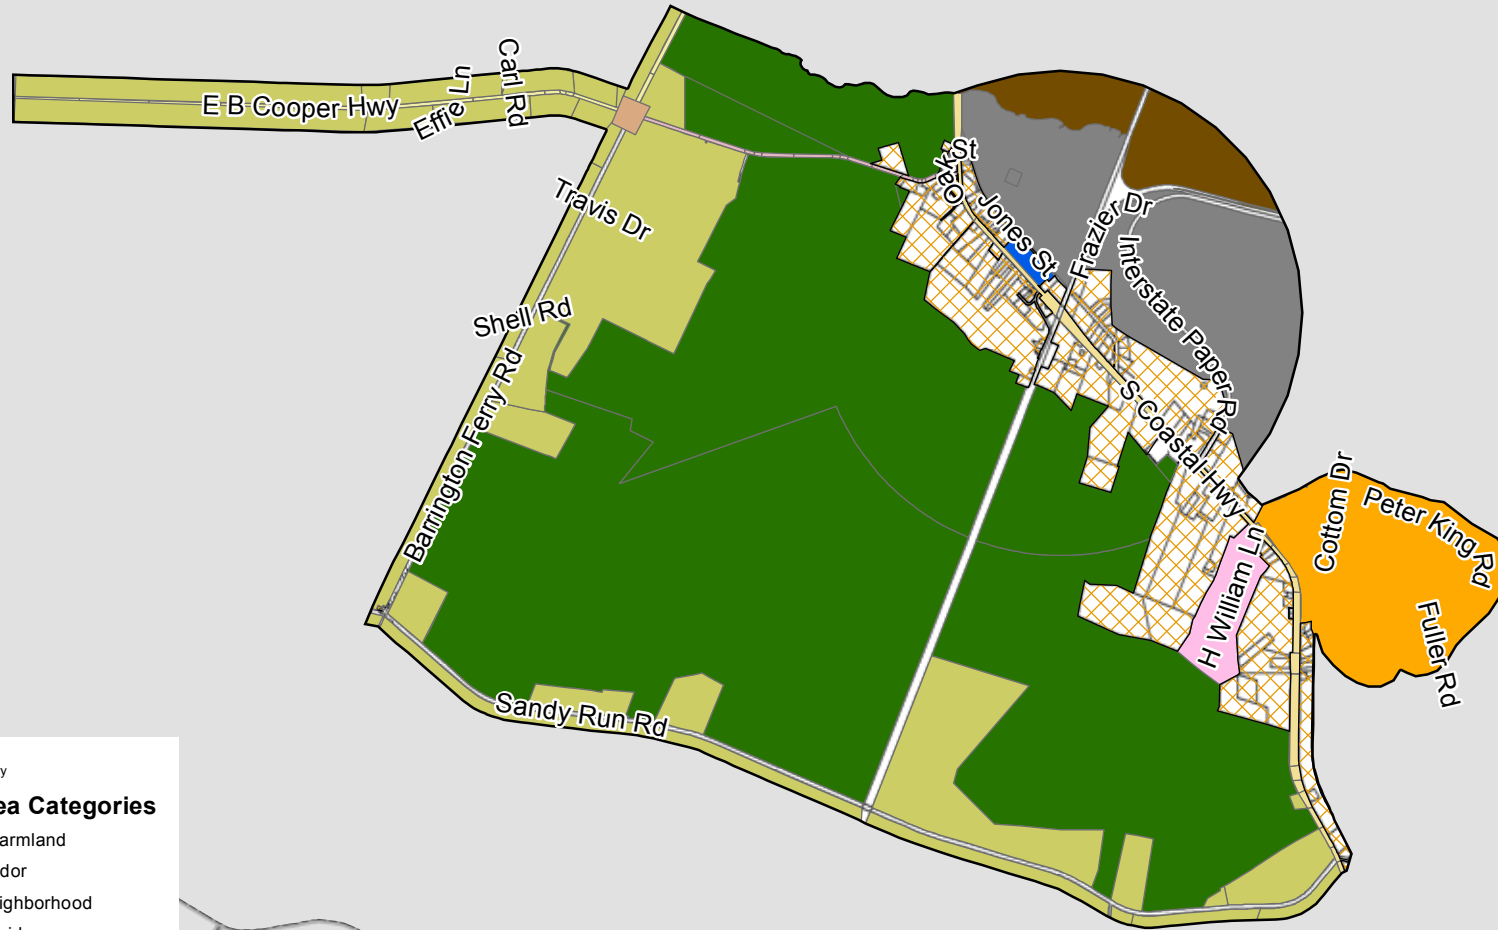 E B Cooper Hwy
Effie Ln
Carl Rd
Travis Dr
Shell Rd
Barrington Ferry Rd
Sandy Run Rd
Oak
St
Jones St
Frazier Dr
Interstate Paper Rd
S Coastal Hwy
H William Ln
Cottom Dr
Peter King Rd
Fuller Rd
y
ea Categories
armland
dor
ighborhood